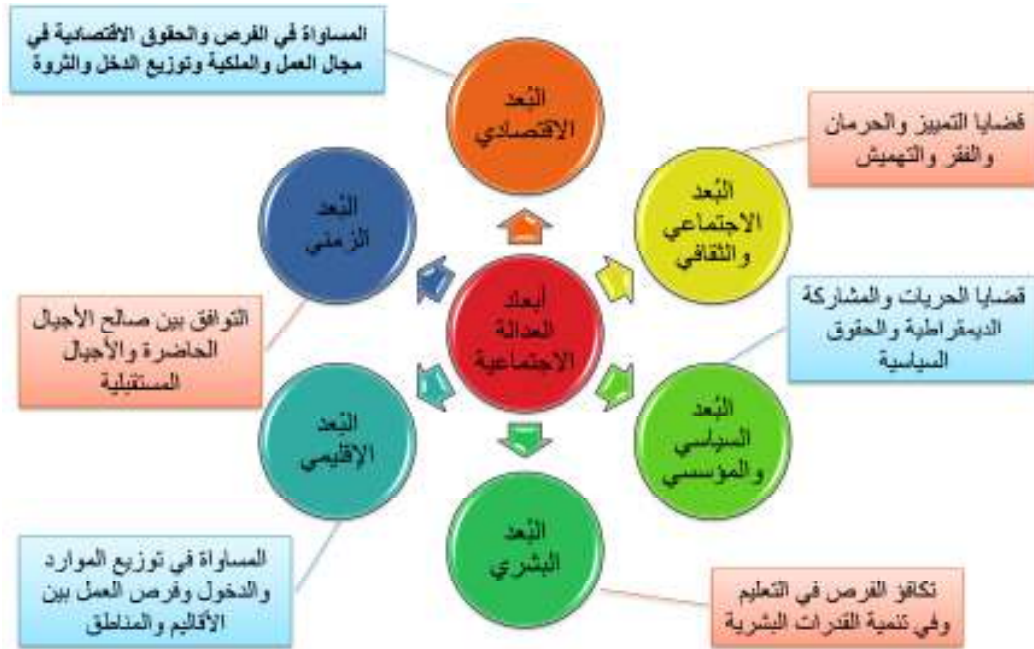 المساواة في الفرص والحقوق الاقتصادية في
مجال العمل والملكية وتوزيع الدخل والثروة
البُعد
الاقتصادي
قضايا التمييز والحرمان
والفقر والتهميش
البُعد
الاجتماعي
والثقافي
البُعد
الزمني
أبعاد
العدالة
الاجتماعية
قضايا الحريات والمشاركة
الديمقراطية والحقوق
السياسية
التوافق بين صالح الأجيال
الحاضرة والأجيال
المستقبلية
البُعد
السياسي
والمؤسسي
البُعد
الإقليمي
البُعد
البشري
المساواة في توزيع الموارد
والدخول وفرص العمل بين
الأقاليم والمناطق
تكافؤ الفرص في التعليم
وفي تنمية القدرات البشرية